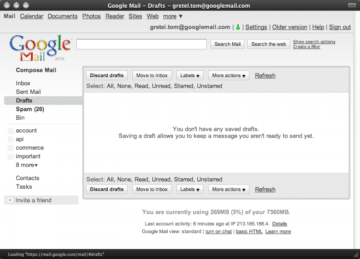 Google Mail – Drafts – gretel.tom@googlemail.com
Mail Calendar Documents Photos Reader Sites Web more ▼
gretel.tom@googlemail.com | Settings | Older version | Help | Sign out
Google Mail
BETA
Search Mail Search the web Show search options Create a filter
Compose Mail
Inbox
Sent Mail
Drafts
Spam (26)
Bin
account
api
commerce
important
8 more▼
Contacts
Tasks
Invite a friend
Discard drafts Move to Inbox Labels ▼ More actions ▼ Refresh
Select: All, None, Read, Unread, Starred, Unstarred
You don't have any saved drafts.
Saving a draft allows you to keep a message you aren't ready to send yet.
Select: All, None, Read, Unread, Starred, Unstarred
Discard drafts Move to Inbox Labels ▼ More actions ▼ Refresh
You are currently using 269MB (3%) of your 7360MB.
Last account activity: 6 minutes ago at IP 213.168.186.4. Details
Google Mail view: standard | turn on chat | basic HTML Learn more
Loading "https://mail.google.com/mail/#drafts"